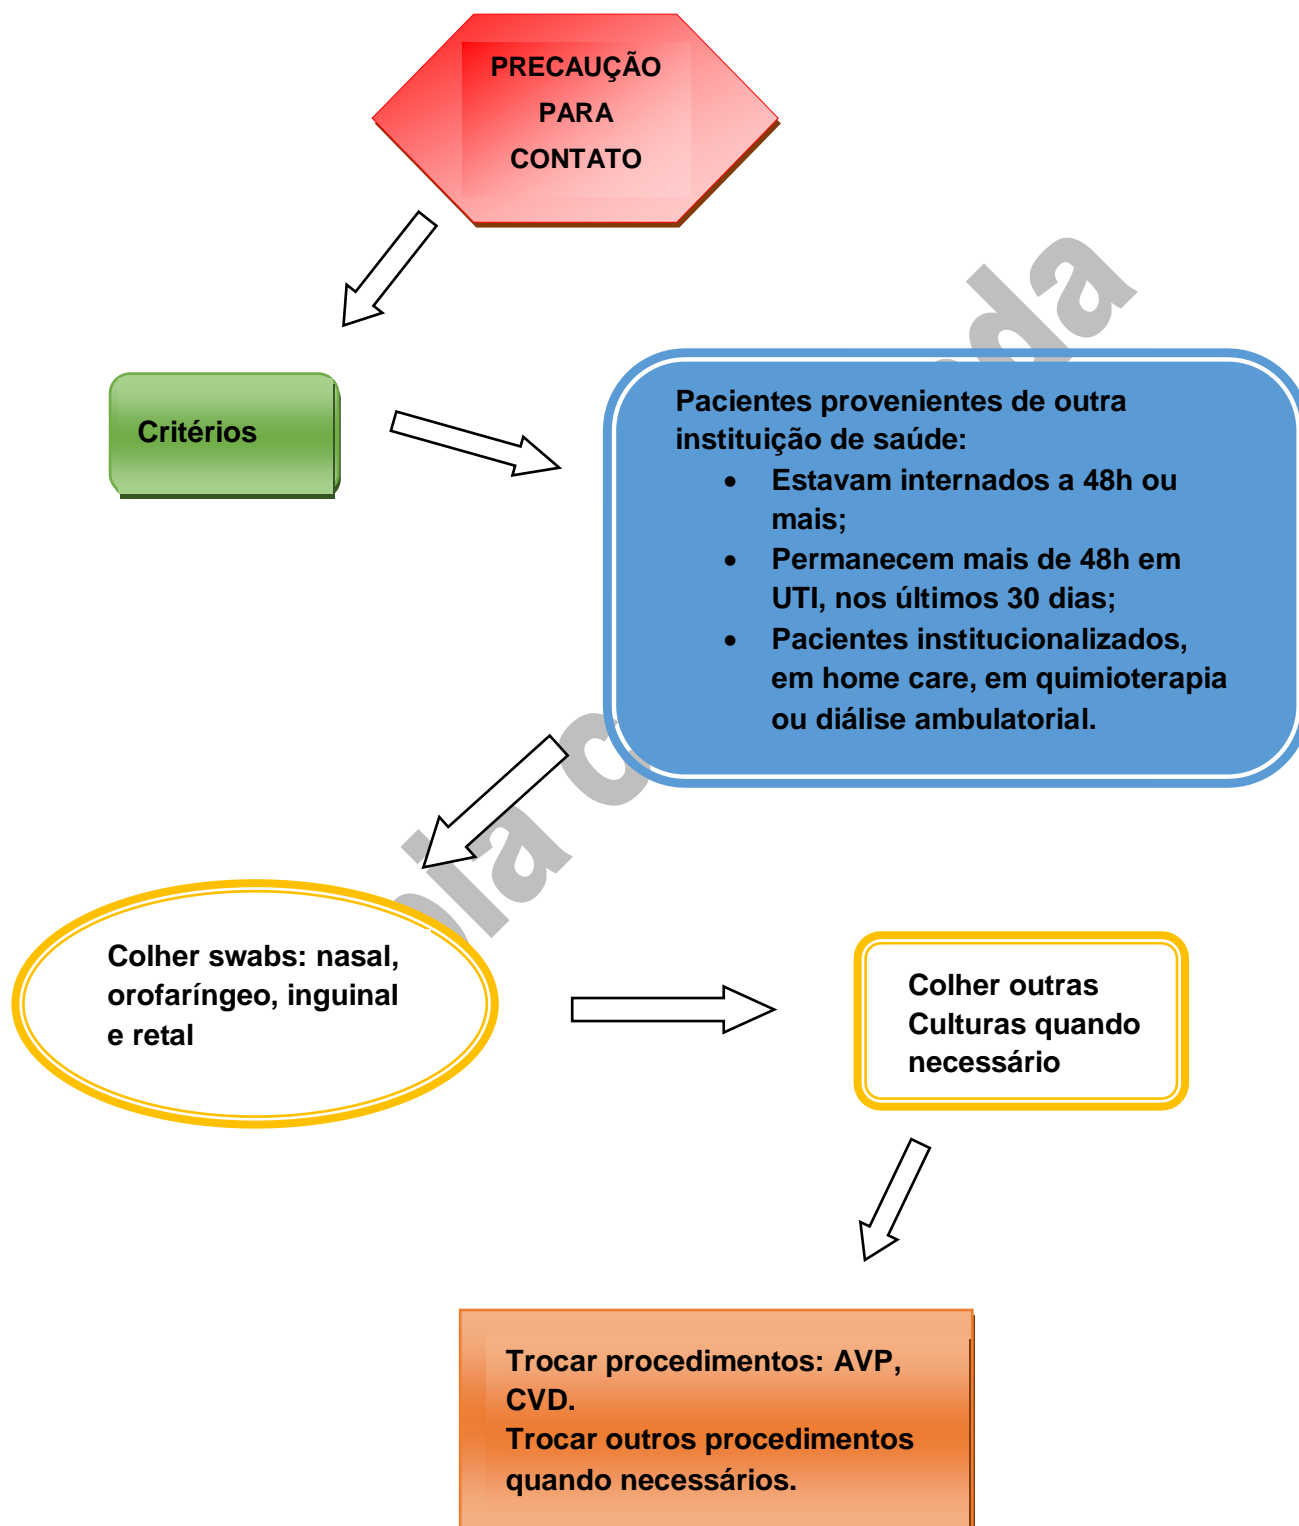 PRECAUÇÃO
PARA
CONTATO
Critérios
Pacientes provenientes de outra
instituição de saúde:
• Estavam internados a 48h ou
mais;
• Permanecem mais de 48h em
UTI, nos últimos 30 dias;
• Pacientes institucionalizados,
em home care, em quimioterapia
ou diálise ambulatorial.
Colher swabs: nasal,
orofaríngeo, inguinal
e retal
Colher outras
Culturas quando
necessário
Trocar procedimentos: AVP,
CVD.
Trocar outros procedimentos
quando necessários.